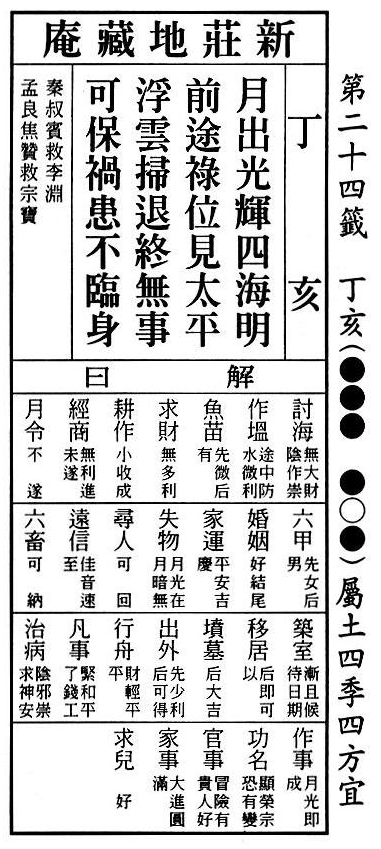 第二十四籤 丁亥(●●● ●○●)屬土四季四方宜
新莊地藏庵
丁亥
月出光輝四海明
前途祿位見太平
浮雲掃退終無事
可保禍患不臨身
秦叔賓救李淵
孟良焦贊救宗寶
解曰
討海 無大財陰作崇
作塭 途中防水微利
魚苗 先微后有
求財 無多利
耕作 小收成
經商 無利進未遂
月令 不遂
六甲 先女后男
婚姻 好結尾
家運 平安吉慶
失物 月光在月暗無
尋人 可回
遠信 佳音速至
六畜 可納
築室 漸且候待日期
移居 后即可以
墳墓 后大吉
出外 先少利后可得
行舟 財輕平平
凡事 緊和平了錢工
治病 陰邪崇求神安
作事 月光即成
功名 顯榮宗恐有變
官事 冒險有貴人好
家事 大進圓滿
求兒 好